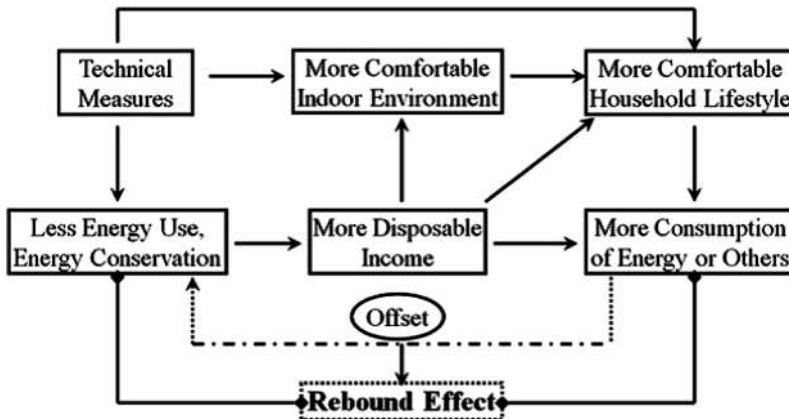 Technical
Measures
More Comfortable
Indoor Environment
More Comfortable
Household Lifestyle
Less Energy Use,
Energy Conservation
More Disposable
Income
More Consumption
of Energy or Others
Offset
Rebound Effect